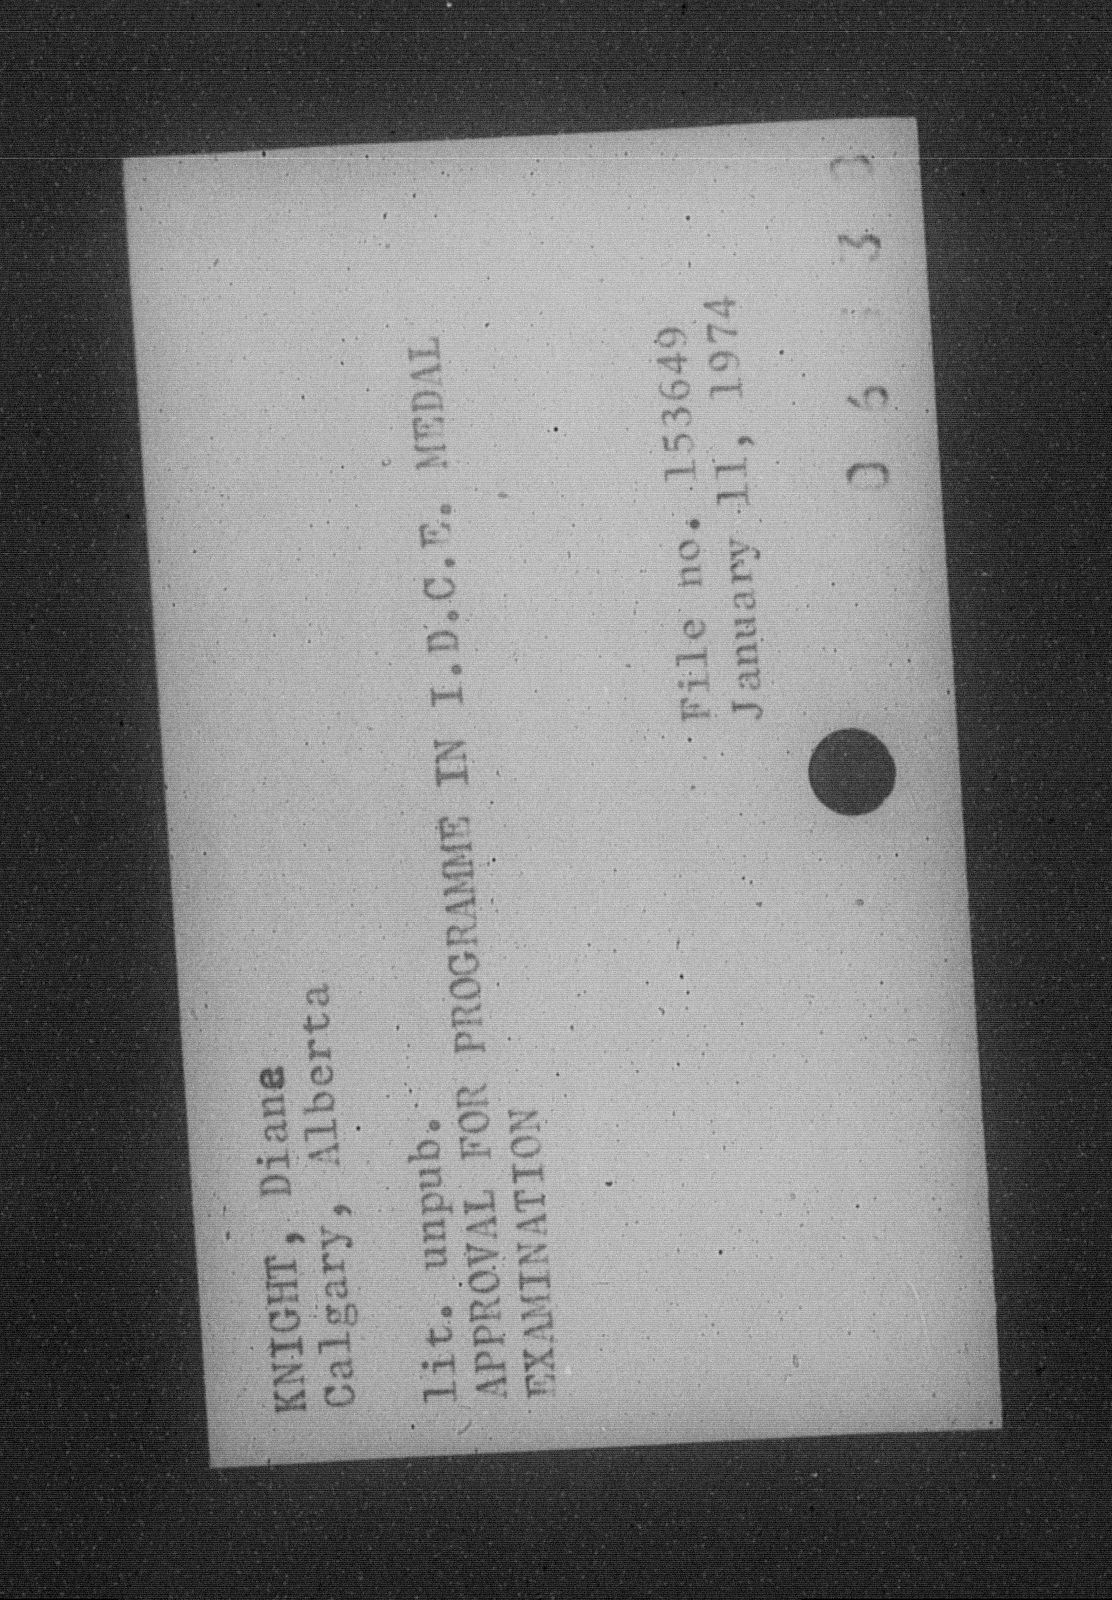 KNIGHT, Diane
Calgary, Alberta
lit. unpub.
APPROVAL FOR PROGRAMME IN I.D.C.E. MEDAL
EXAMINATION
File no. 153649
January 11, 1974